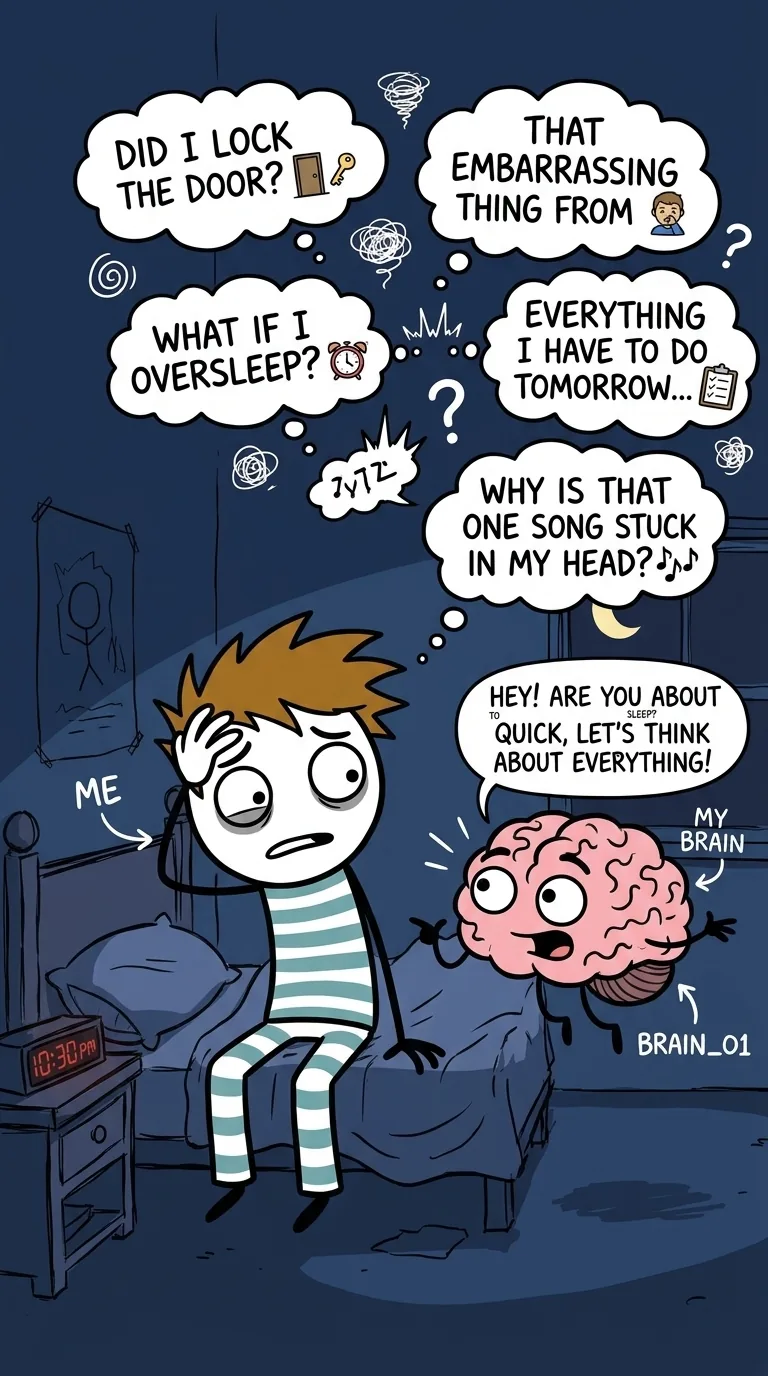 DID I LOCK
THE DOOR?
THAT
EMBARRASSING
THING FROM
WHAT IF I
OVERSLEEP?
EVERYTHING
I HAVE TO DO
TOMORROW...
WHY IS THAT
ONE SONG STUCK
IN MY HEAD?
HEY! ARE YOU ABOUT
TO SLEEP?
QUICK, LET'S THINK
ABOUT EVERYTHING!
ME
MY
BRAIN
BRAIN_01
10:30 PM